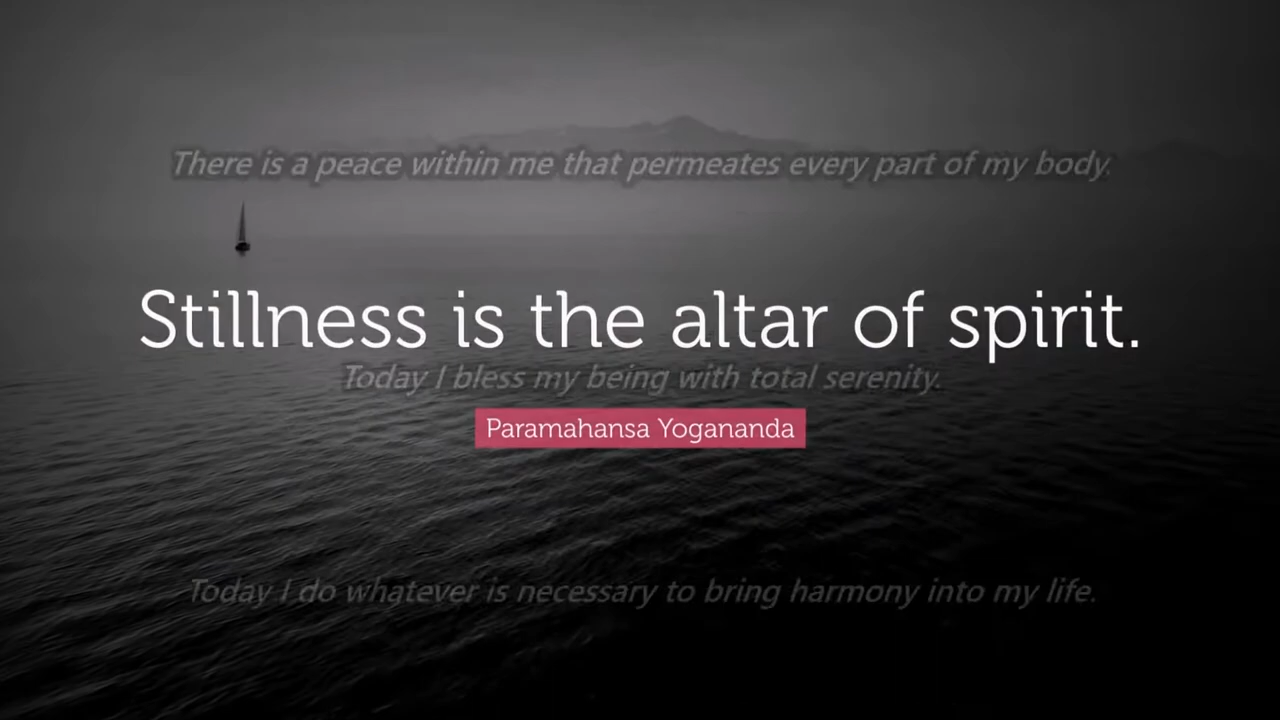 There is a peace within me that permeates every part of my body.
Stillness is the altar of spirit.
Today I bless my being with total serenity.
Paramahansa Yogananda
Today I do whatever is necessary to bring harmony into my life.